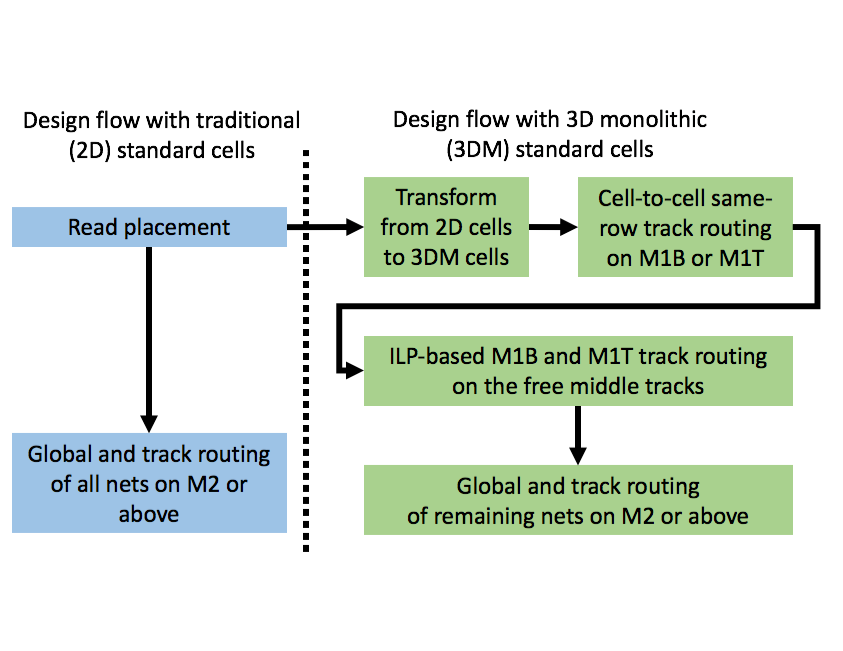 Design flow with traditional
(2D) standard cells
Design flow with 3D monolithic
(3DM) standard cells
Read placement
Transform
from 2D cells
to 3DM cells
Cell-to-cell same-
row track routing
on M1B or M1T
ILP-based M1B and M1T track routing
on the free middle tracks
Global and track routing
of all nets on M2 or
above
Global and track routing
of remaining nets on M2 or above